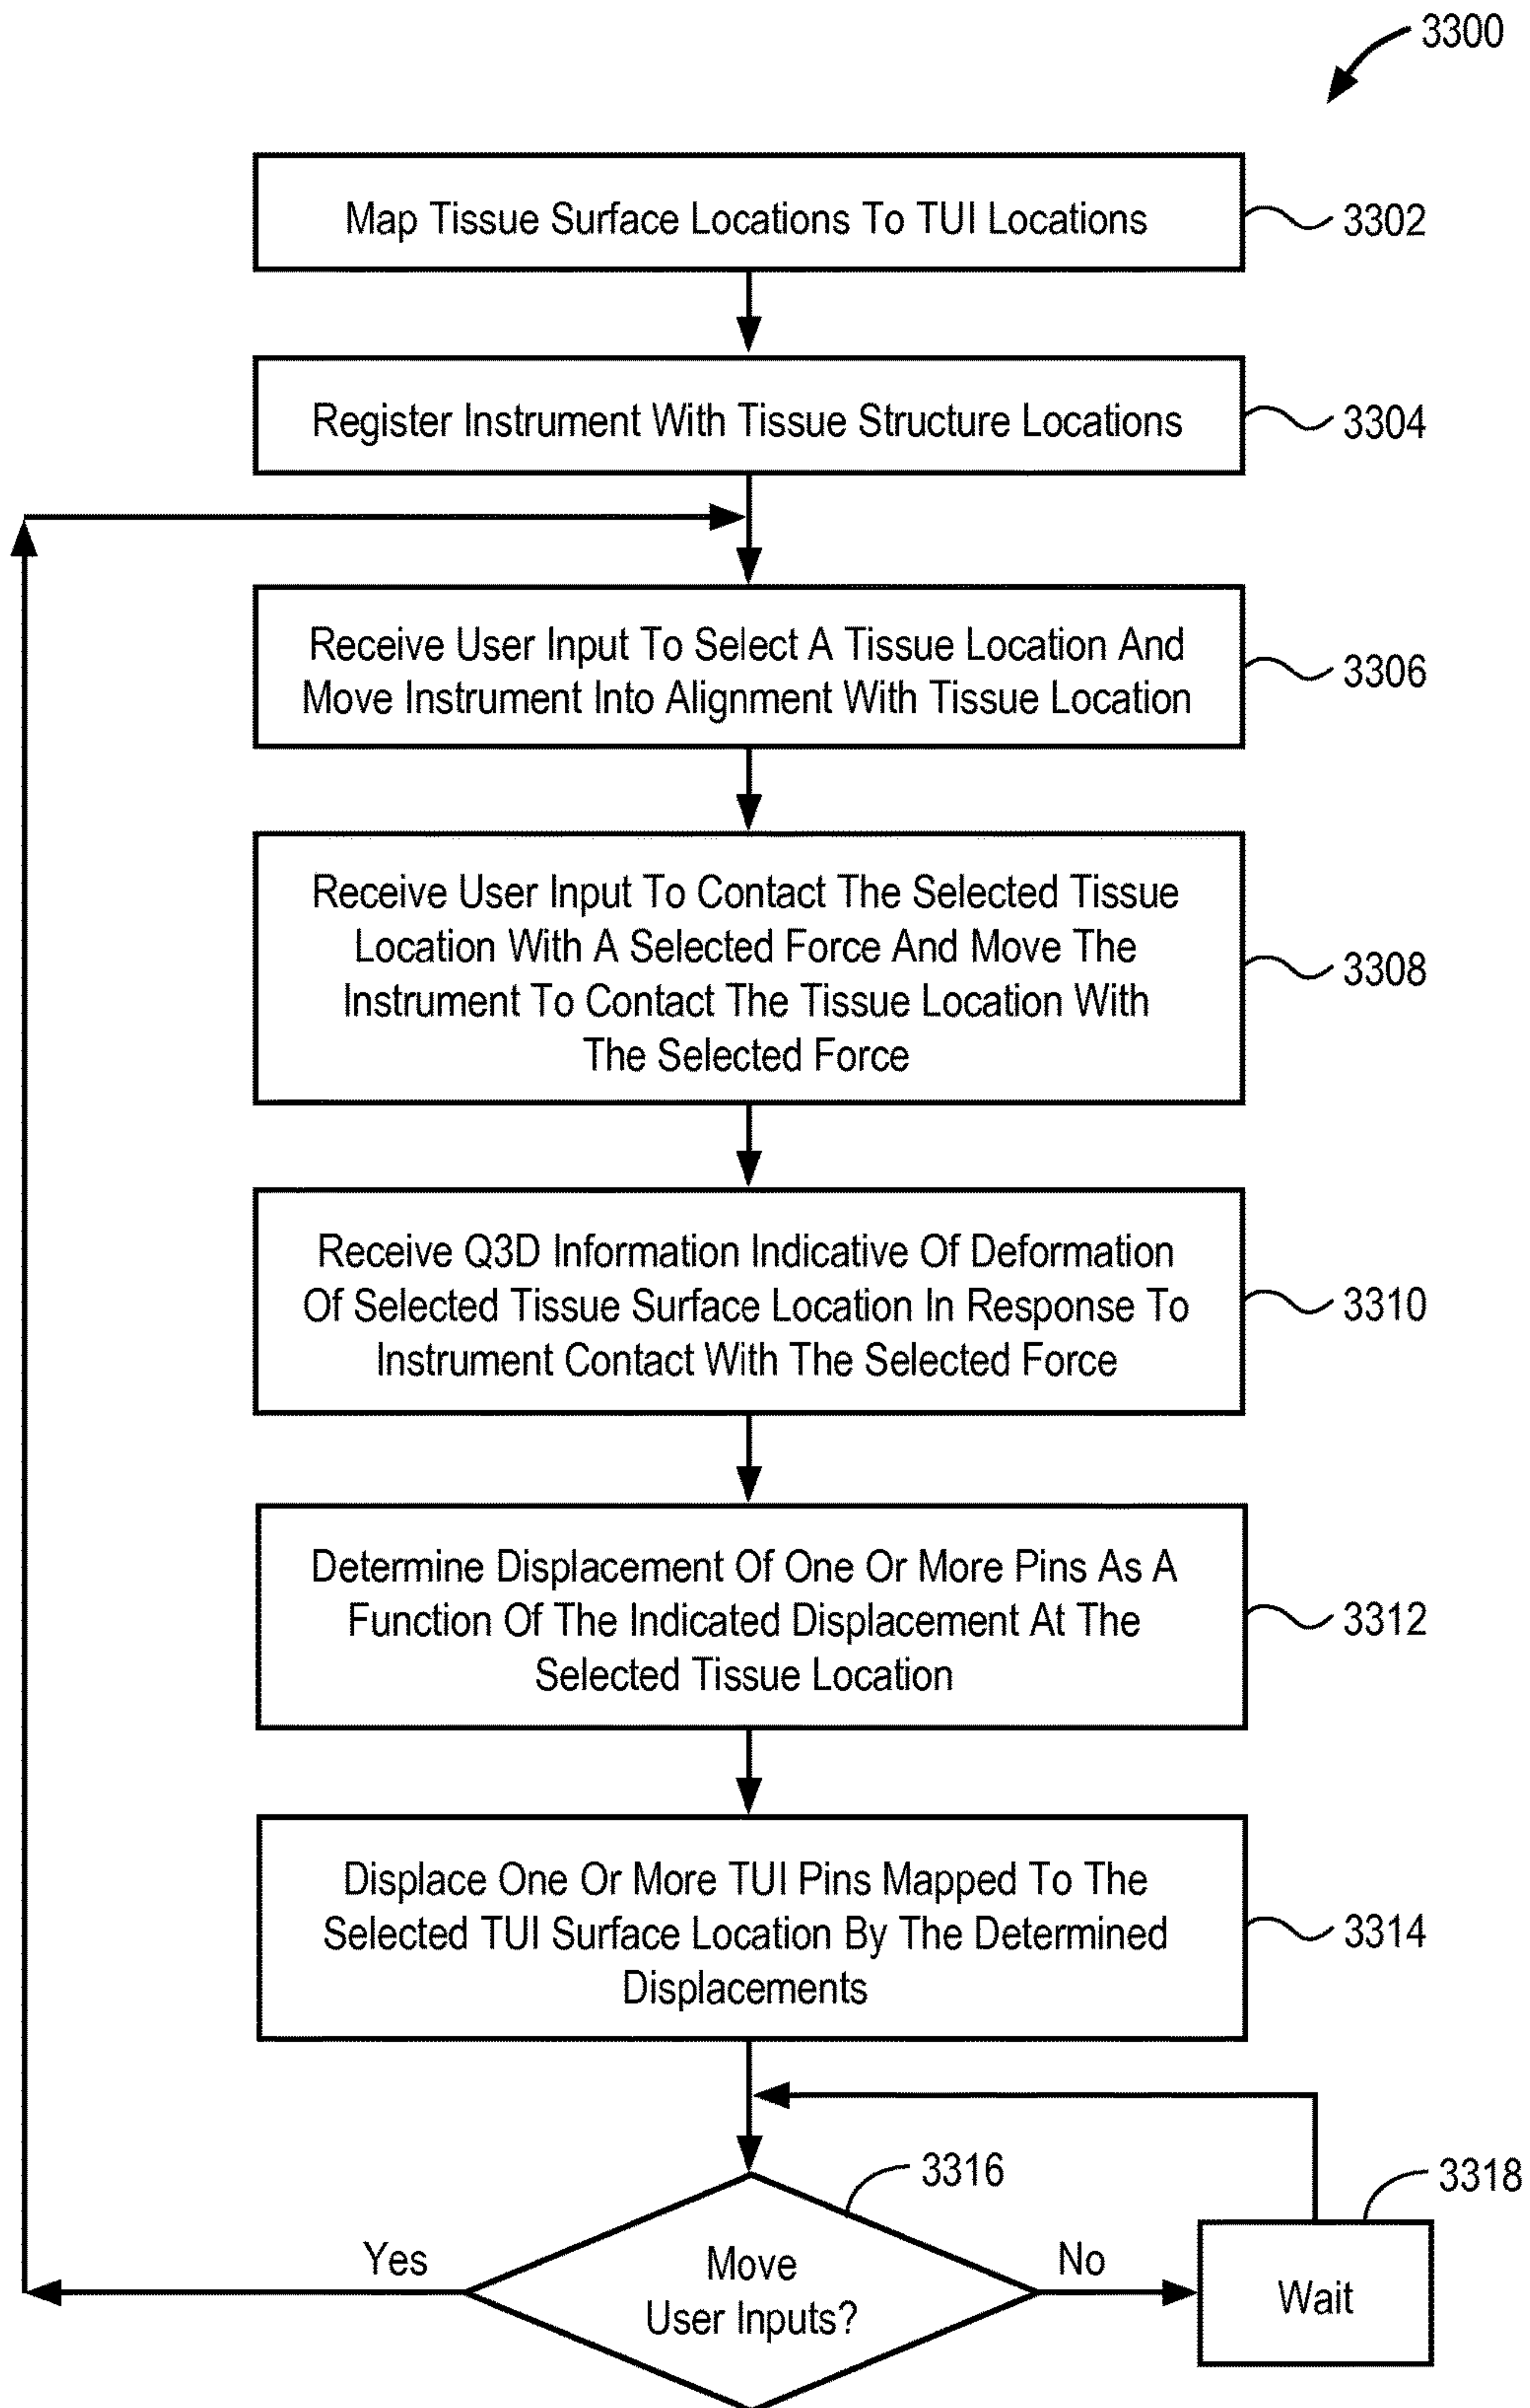 3300
Map Tissue Surface Locations To TUI Locations
3302
Register Instrument With Tissue Structure Locations
3304
Receive User Input To Select A Tissue Location And
Move Instrument Into Alignment With Tissue Location
3306
Receive User Input To Contact The Selected Tissue
Location With A Selected Force And Move The
Instrument To Contact The Tissue Location With
The Selected Force
3308
Receive Q3D Information Indicative Of Deformation
Of Selected Tissue Surface Location In Response To
Instrument Contact With The Selected Force
3310
Determine Displacement Of One Or More Pins As A
Function Of The Indicated Displacement At The
Selected Tissue Location
3312
Displace One Or More TUI Pins Mapped To The
Selected TUI Surface Location By The Determined
Displacements
3314
3316
3318
Yes
Move
User Inputs?
No
Wait